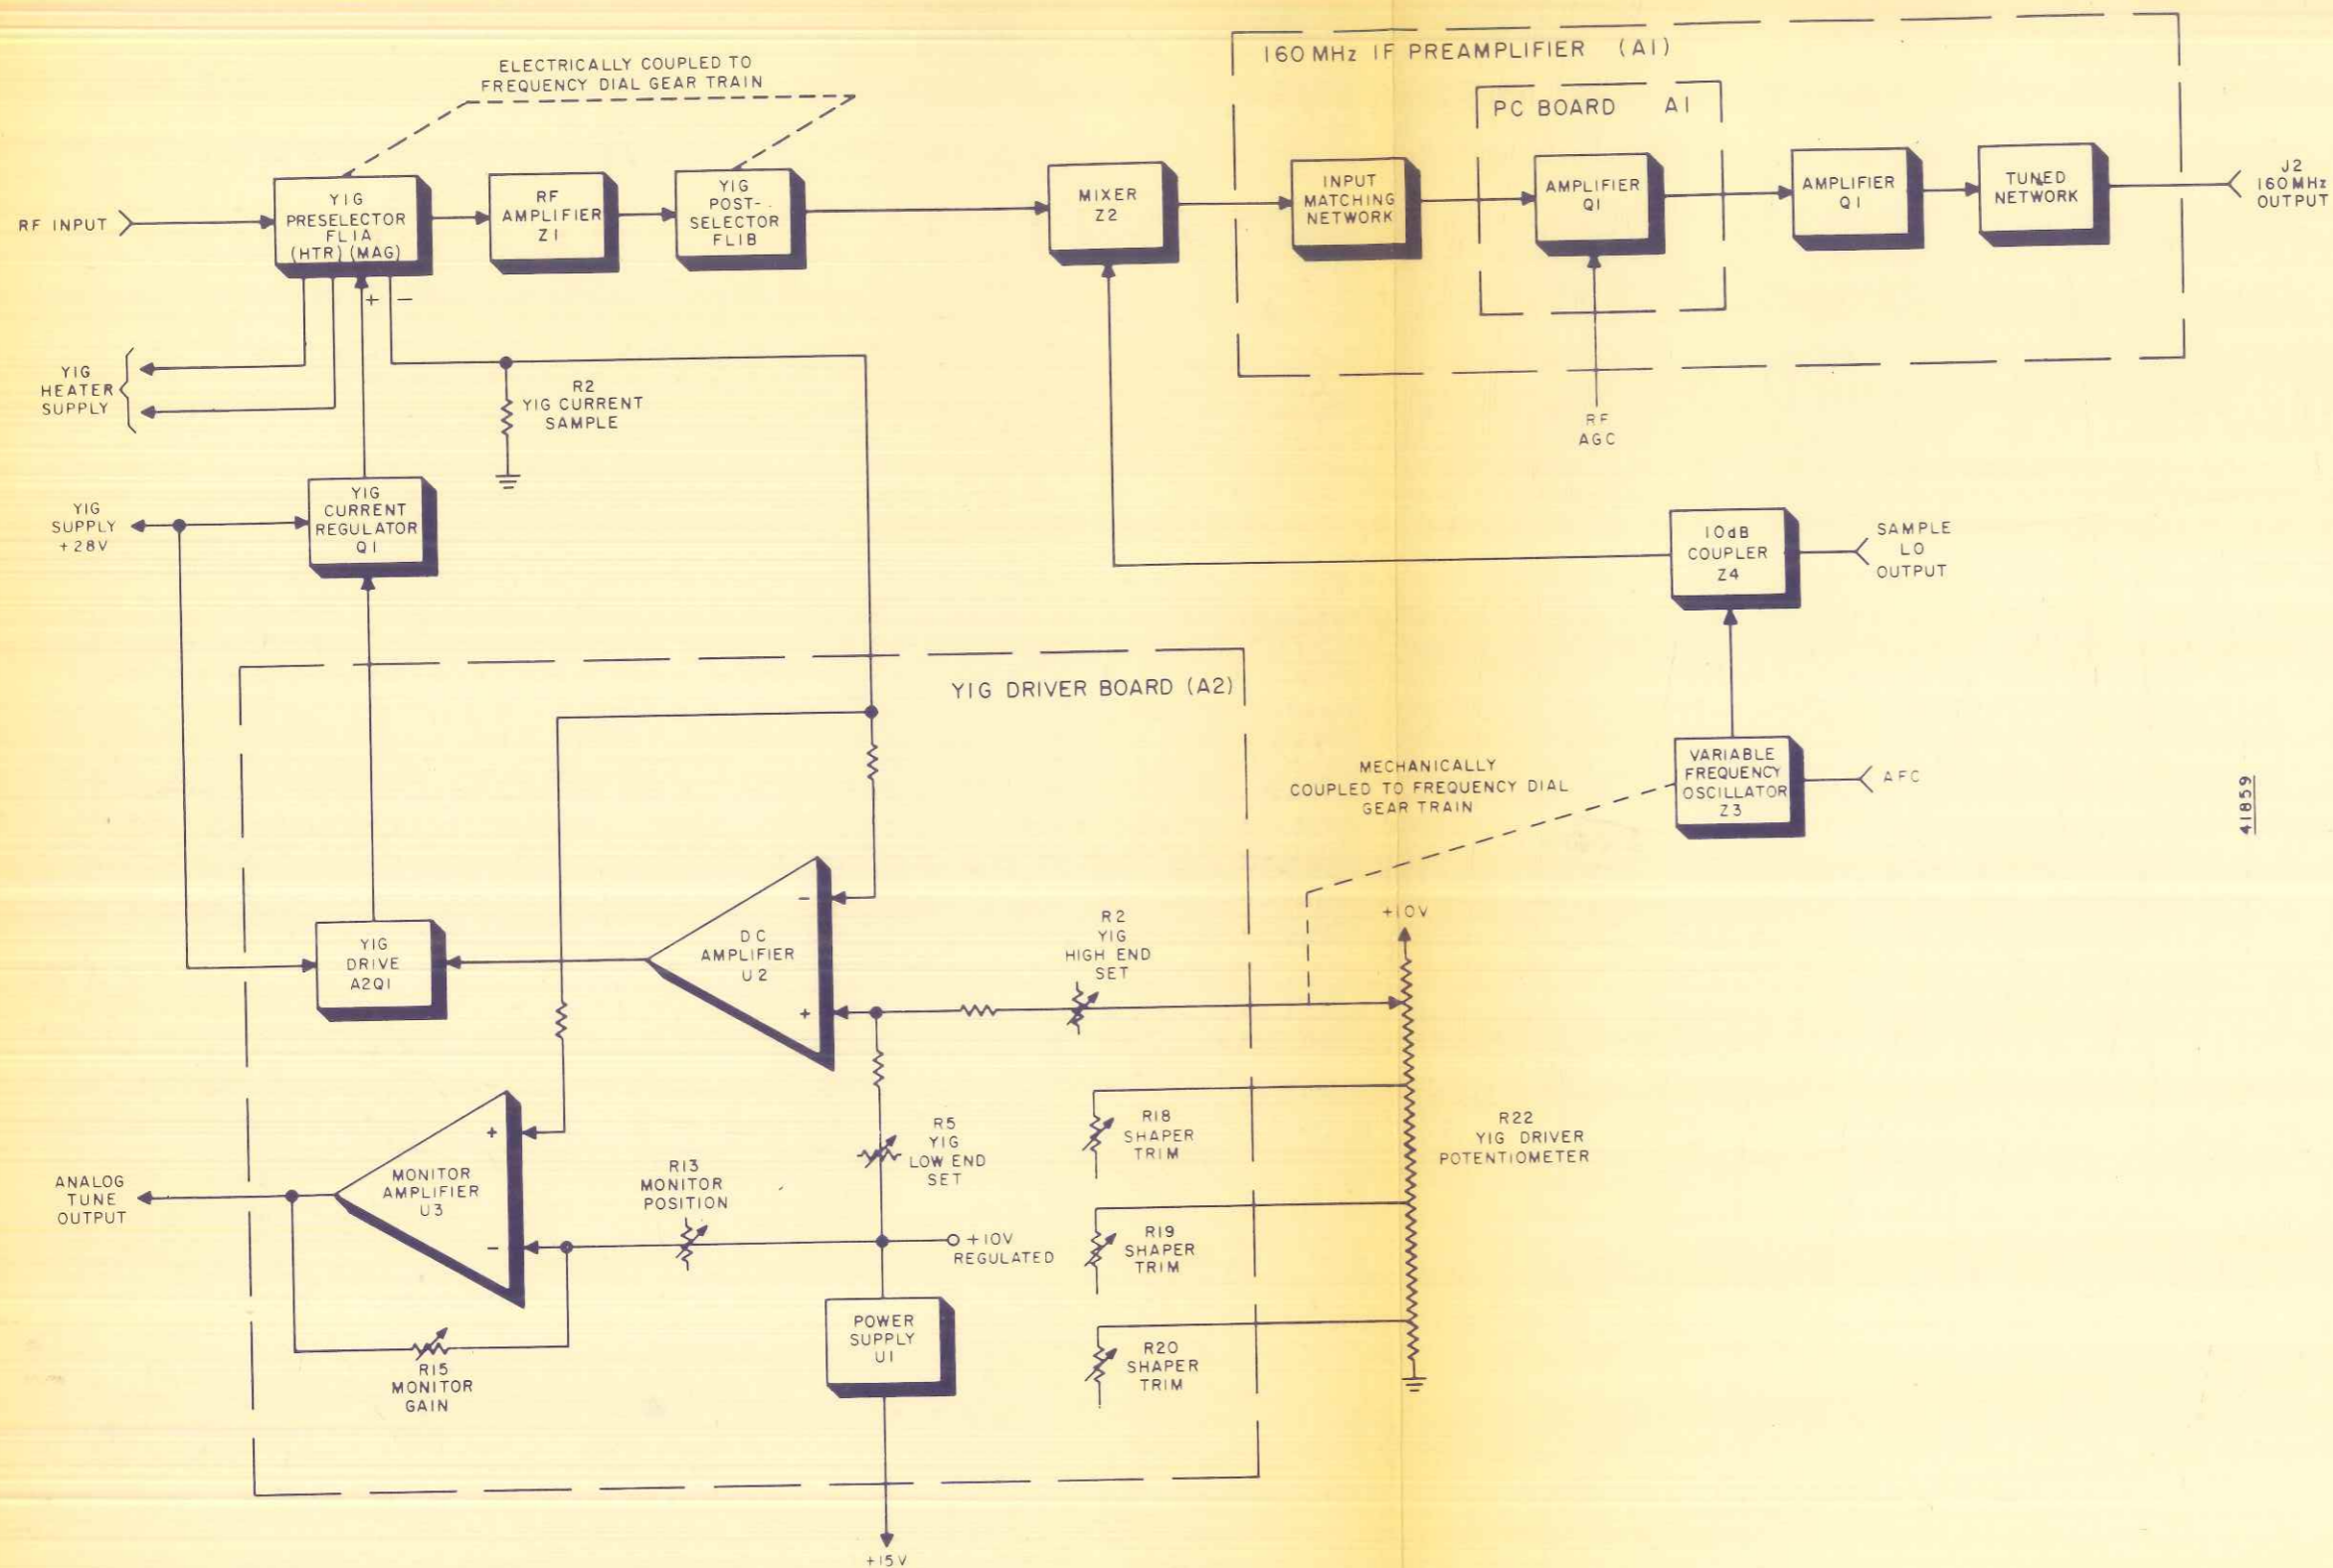 ELECTRICALLY COUPLED TO
FREQUENCY DIAL GEAR TRAIN
160 MHz IF PREAMPLIFIER (A1)
PC BOARD A1
RF INPUT
YIG
PRESELECTOR
FL1A
(HTR) (MAG)
+ -
RF
AMPLIFIER
Z1
YIG
POST-
SELECTOR
FL1B
MIXER
Z2
INPUT
MATCHING
NETWORK
AMPLIFIER
Q1
AMPLIFIER
Q1
TUNED
NETWORK
J2
160MHz
OUTPUT
YIG
HEATER
SUPPLY
R2
YIG CURRENT
SAMPLE
RF
AGC
YIG
SUPPLY
+28V
YIG
CURRENT
REGULATOR
Q1
10dB
COUPLER
Z4
SAMPLE
LO
OUTPUT
YIG DRIVER BOARD (A2)
MECHANICALLY
COUPLED TO FREQUENCY DIAL
GEAR TRAIN
VARIABLE
FREQUENCY
OSCILLATOR
Z3
AFC
41859
YIG
DRIVE
A2Q1
-
DC
AMPLIFIER
U2
+
R2
YIG
HIGH END
SET
+10V
R18
SHAPER
TRIM
R22
YIG DRIVER
POTENTIOMETER
R5
YIG
LOW END
SET
ANALOG
TUNE
OUTPUT
+
MONITOR
AMPLIFIER
U3
-
R13
MONITOR
POSITION
+10V
REGULATED
R19
SHAPER
TRIM
R15
MONITOR
GAIN
POWER
SUPPLY
U1
R20
SHAPER
TRIM
+15V